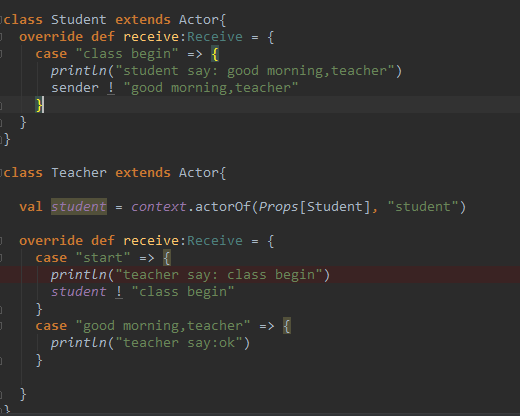 class Student extends Actor{
  override def receive:Receive = {
    case "class begin" => {
      println("student say: good morning,teacher")
      sender ! "good morning,teacher"
    }
  }
}
class Teacher extends Actor{
  val student = context.actorOf(Props[Student], "student")
  override def receive:Receive = {
    case "start" => {
      println("teacher say: class begin")
      student ! "class begin"
    }
    case "good morning,teacher" => {
      println("teacher say:ok")
    }
  }
}